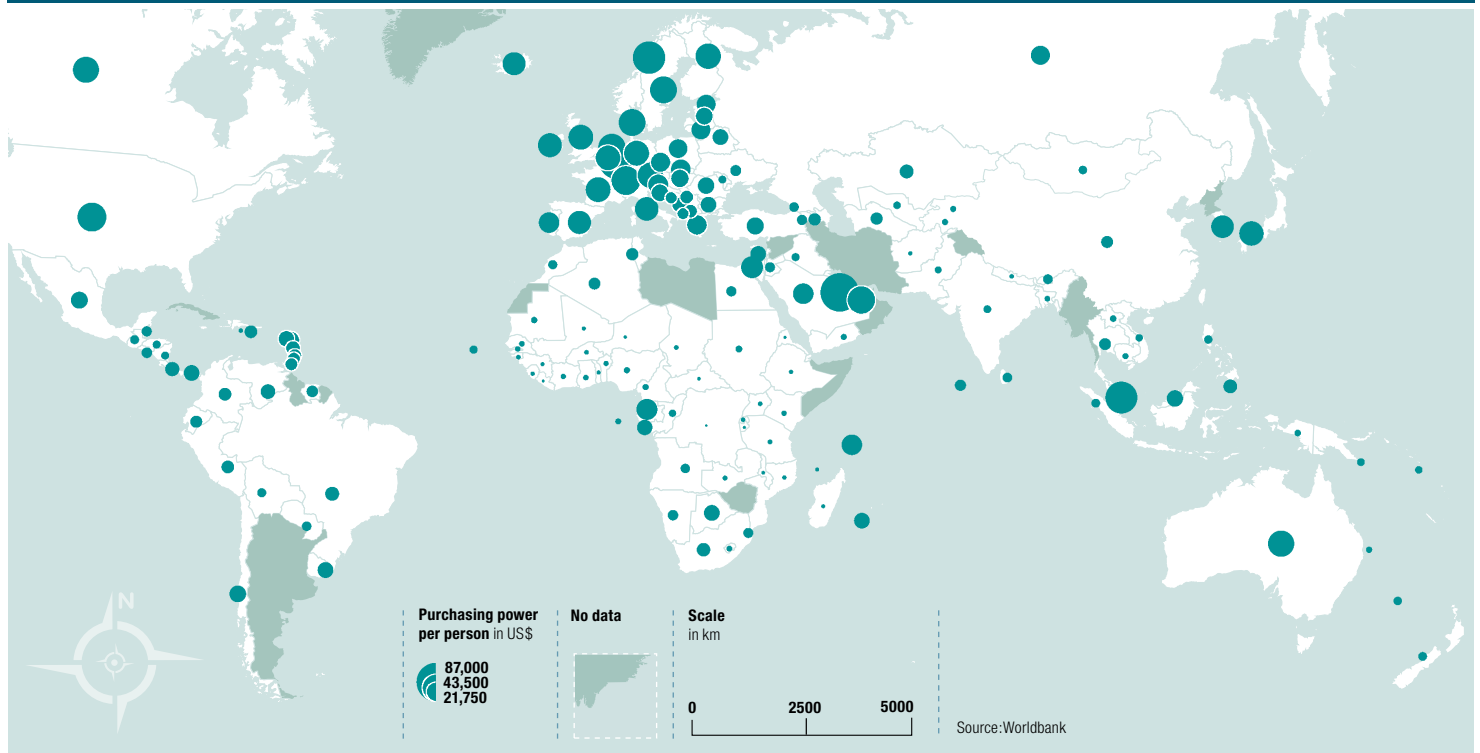 N
Purchasing power
per person in US$
87,000
43,500
21,750
No data
Scale
in km
0 2500 5000
Source:Worldbank